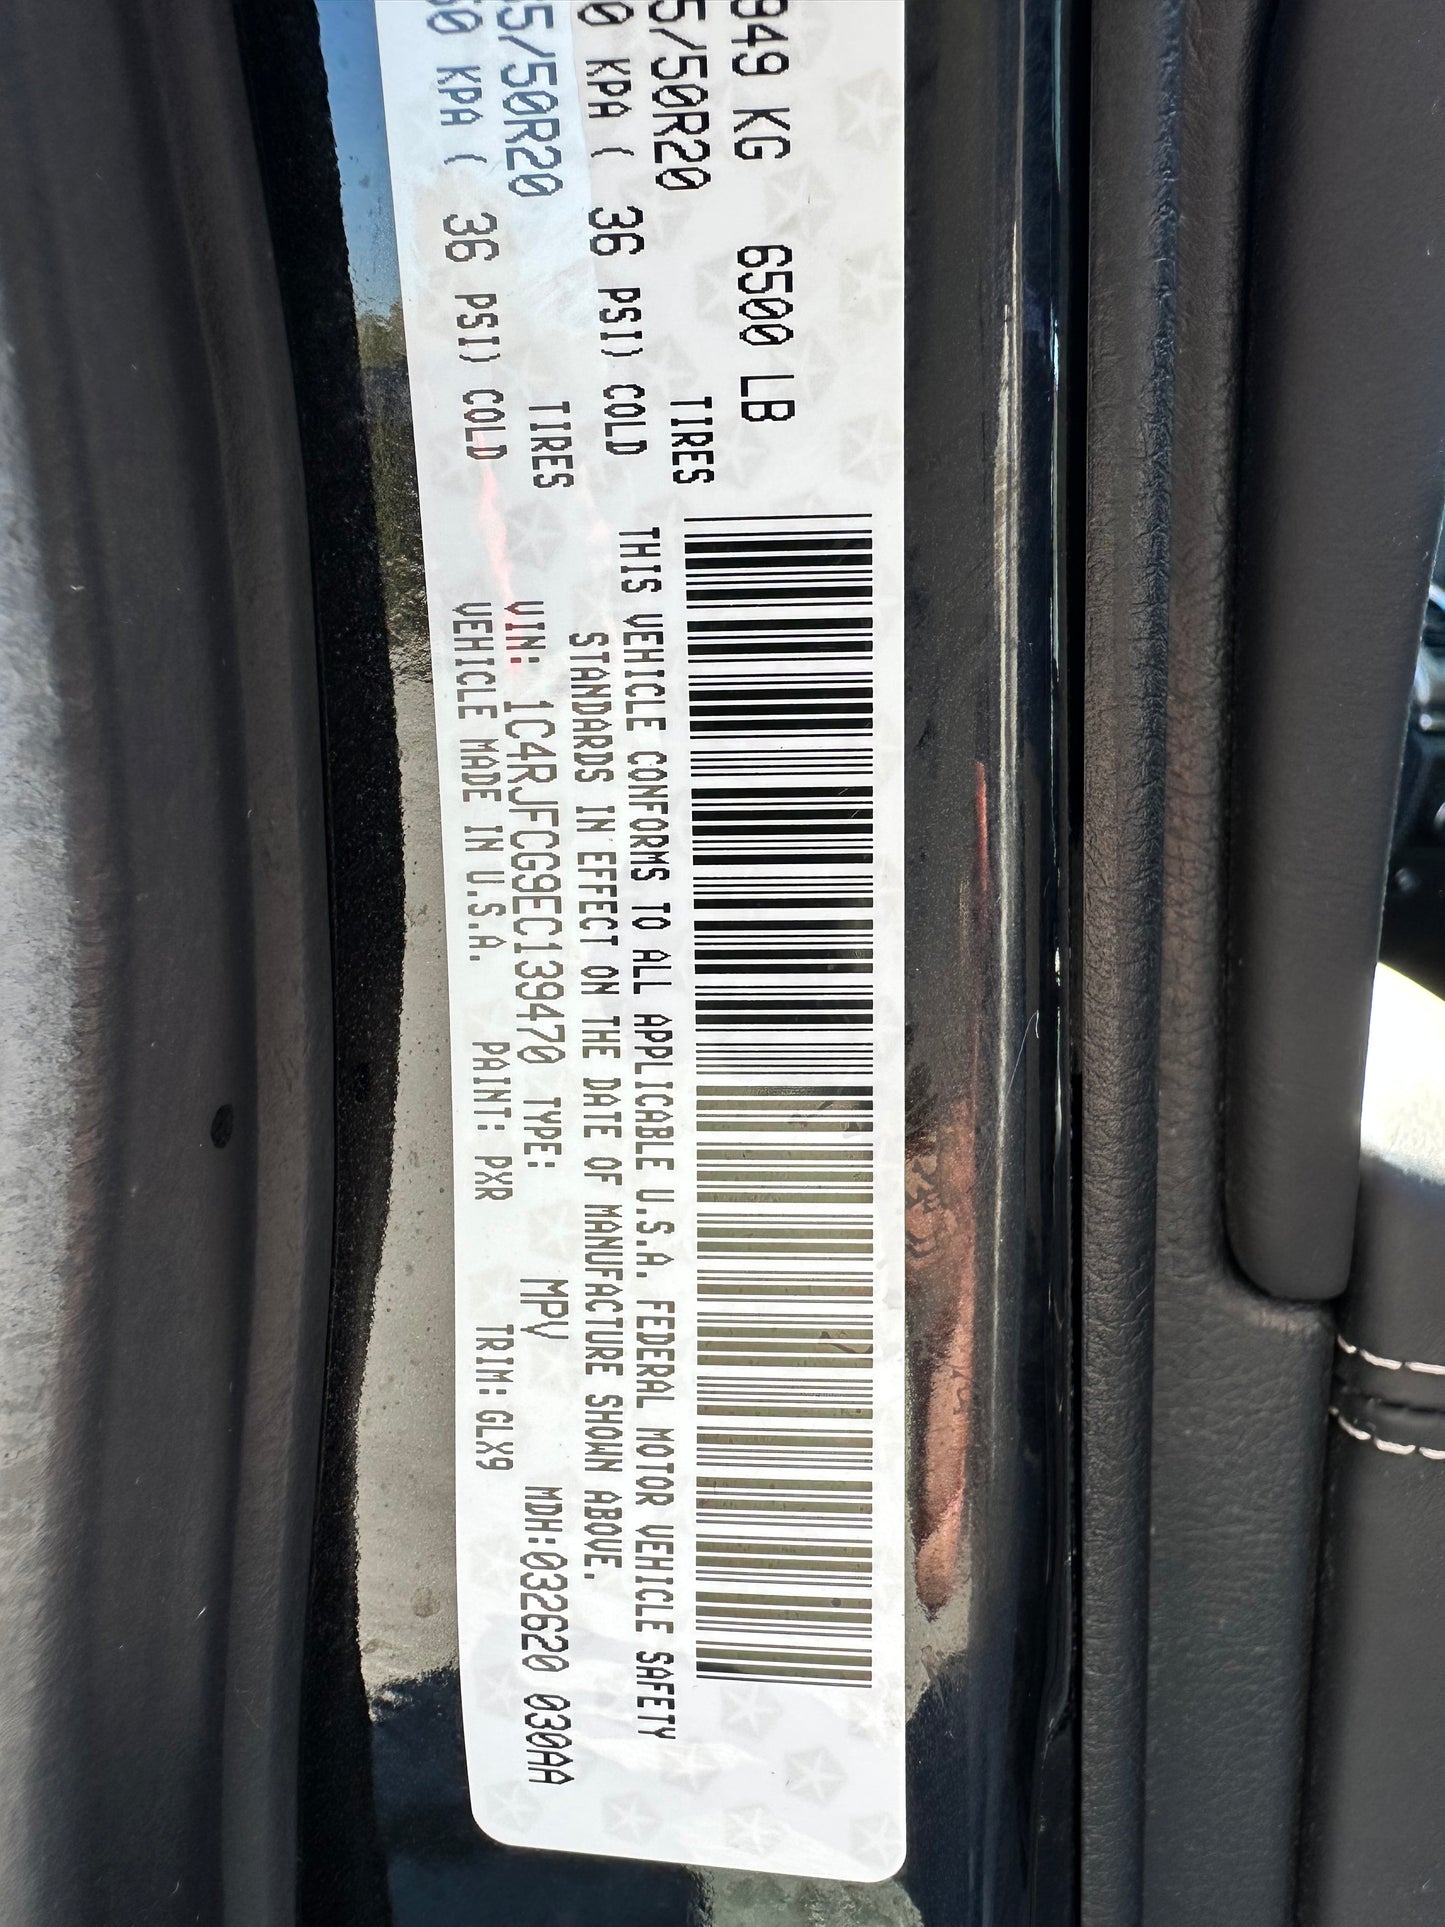 949 KG 6500 LB
5/50R20 TIRES
0 KPA ( 36 PSI) COLD
5/50R20 TIRES
50 KPA ( 36 PSI) COLD
THIS VEHICLE CONFORMS TO ALL APPLICABLE U.S.A. FEDERAL MOTOR VEHICLE SAFETY
STANDARDS IN EFFECT ON THE DATE OF MANUFACTURE SHOWN ABOVE.
VIN: 1C4RJFCG9EC139470 TYPE: MPV MDH:032620 030AA
VEHICLE MADE IN U.S.A. PAINT: PXR TRIM: GLX9